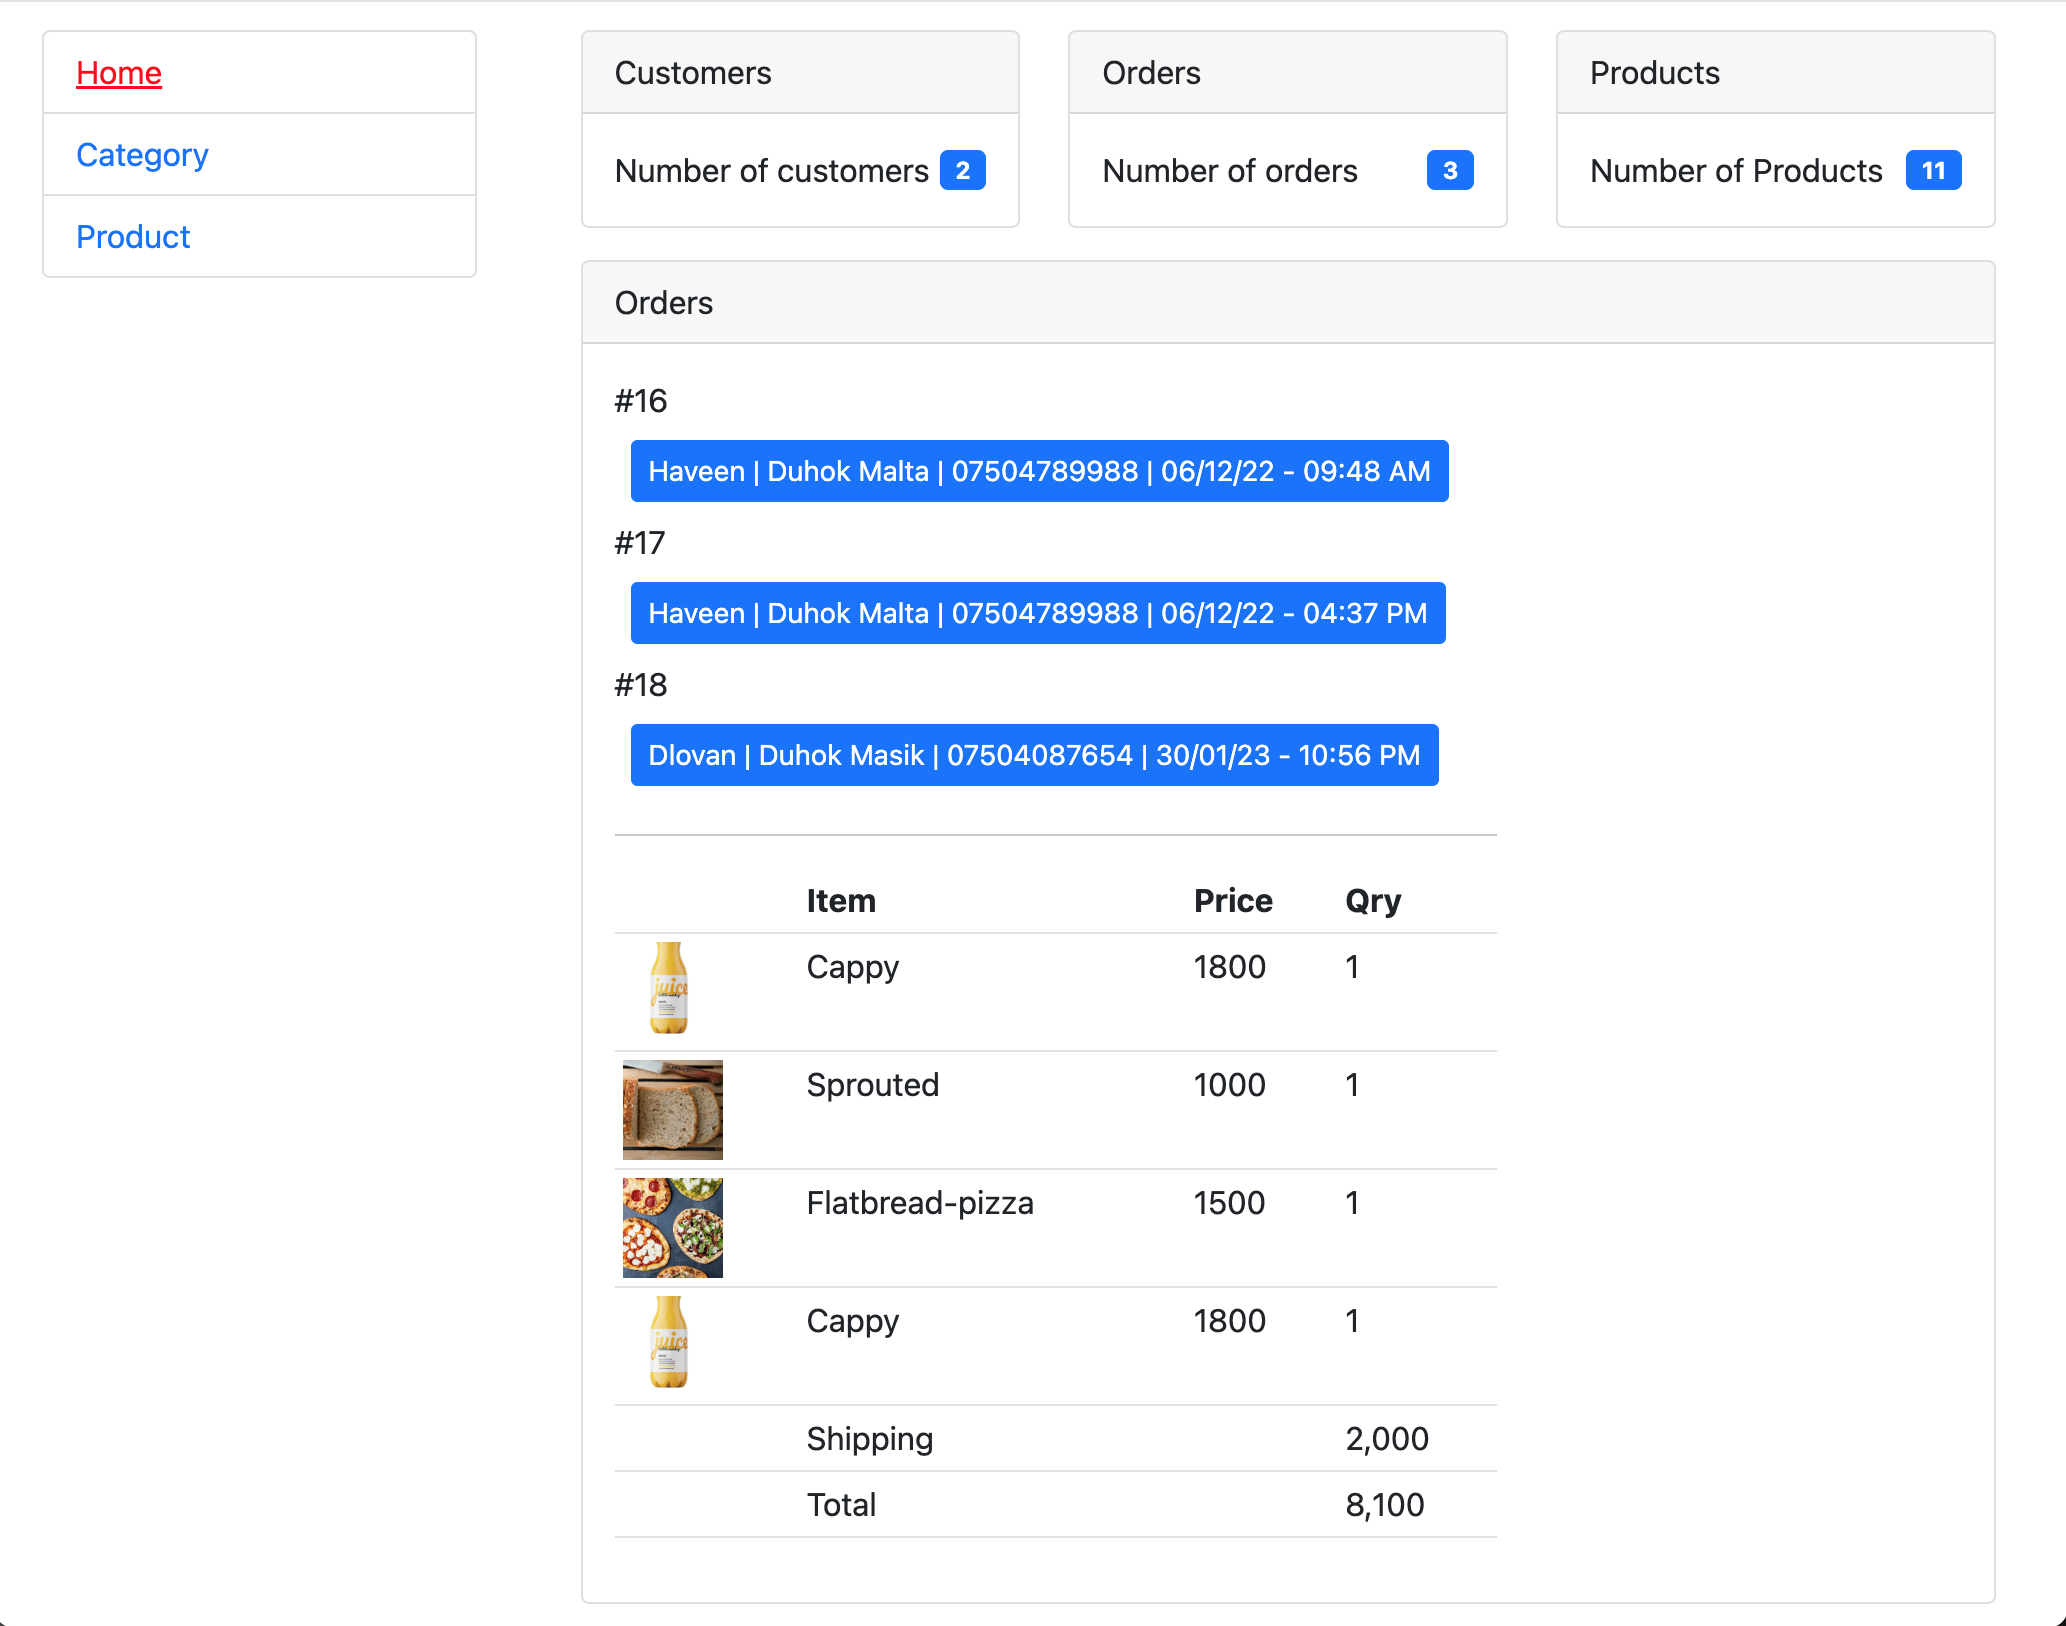 Home
Category
Product
Customers
Number of customers 2
Orders
Number of orders 3
Products
Number of Products 11
Orders
#16
Haveen | Duhok Malta | 07504789988 | 06/12/22 - 09:48 AM
#17
Haveen | Duhok Malta | 07504789988 | 06/12/22 - 04:37 PM
#18
Dlovan | Duhok Masik | 07504087654 | 30/01/23 - 10:56 PM
Item Price Qry
juice
Cappy 1800 1
Sprouted 1000 1
Flatbread-pizza 1500 1
juice
Cappy 1800 1
Shipping 2,000
Total 8,100